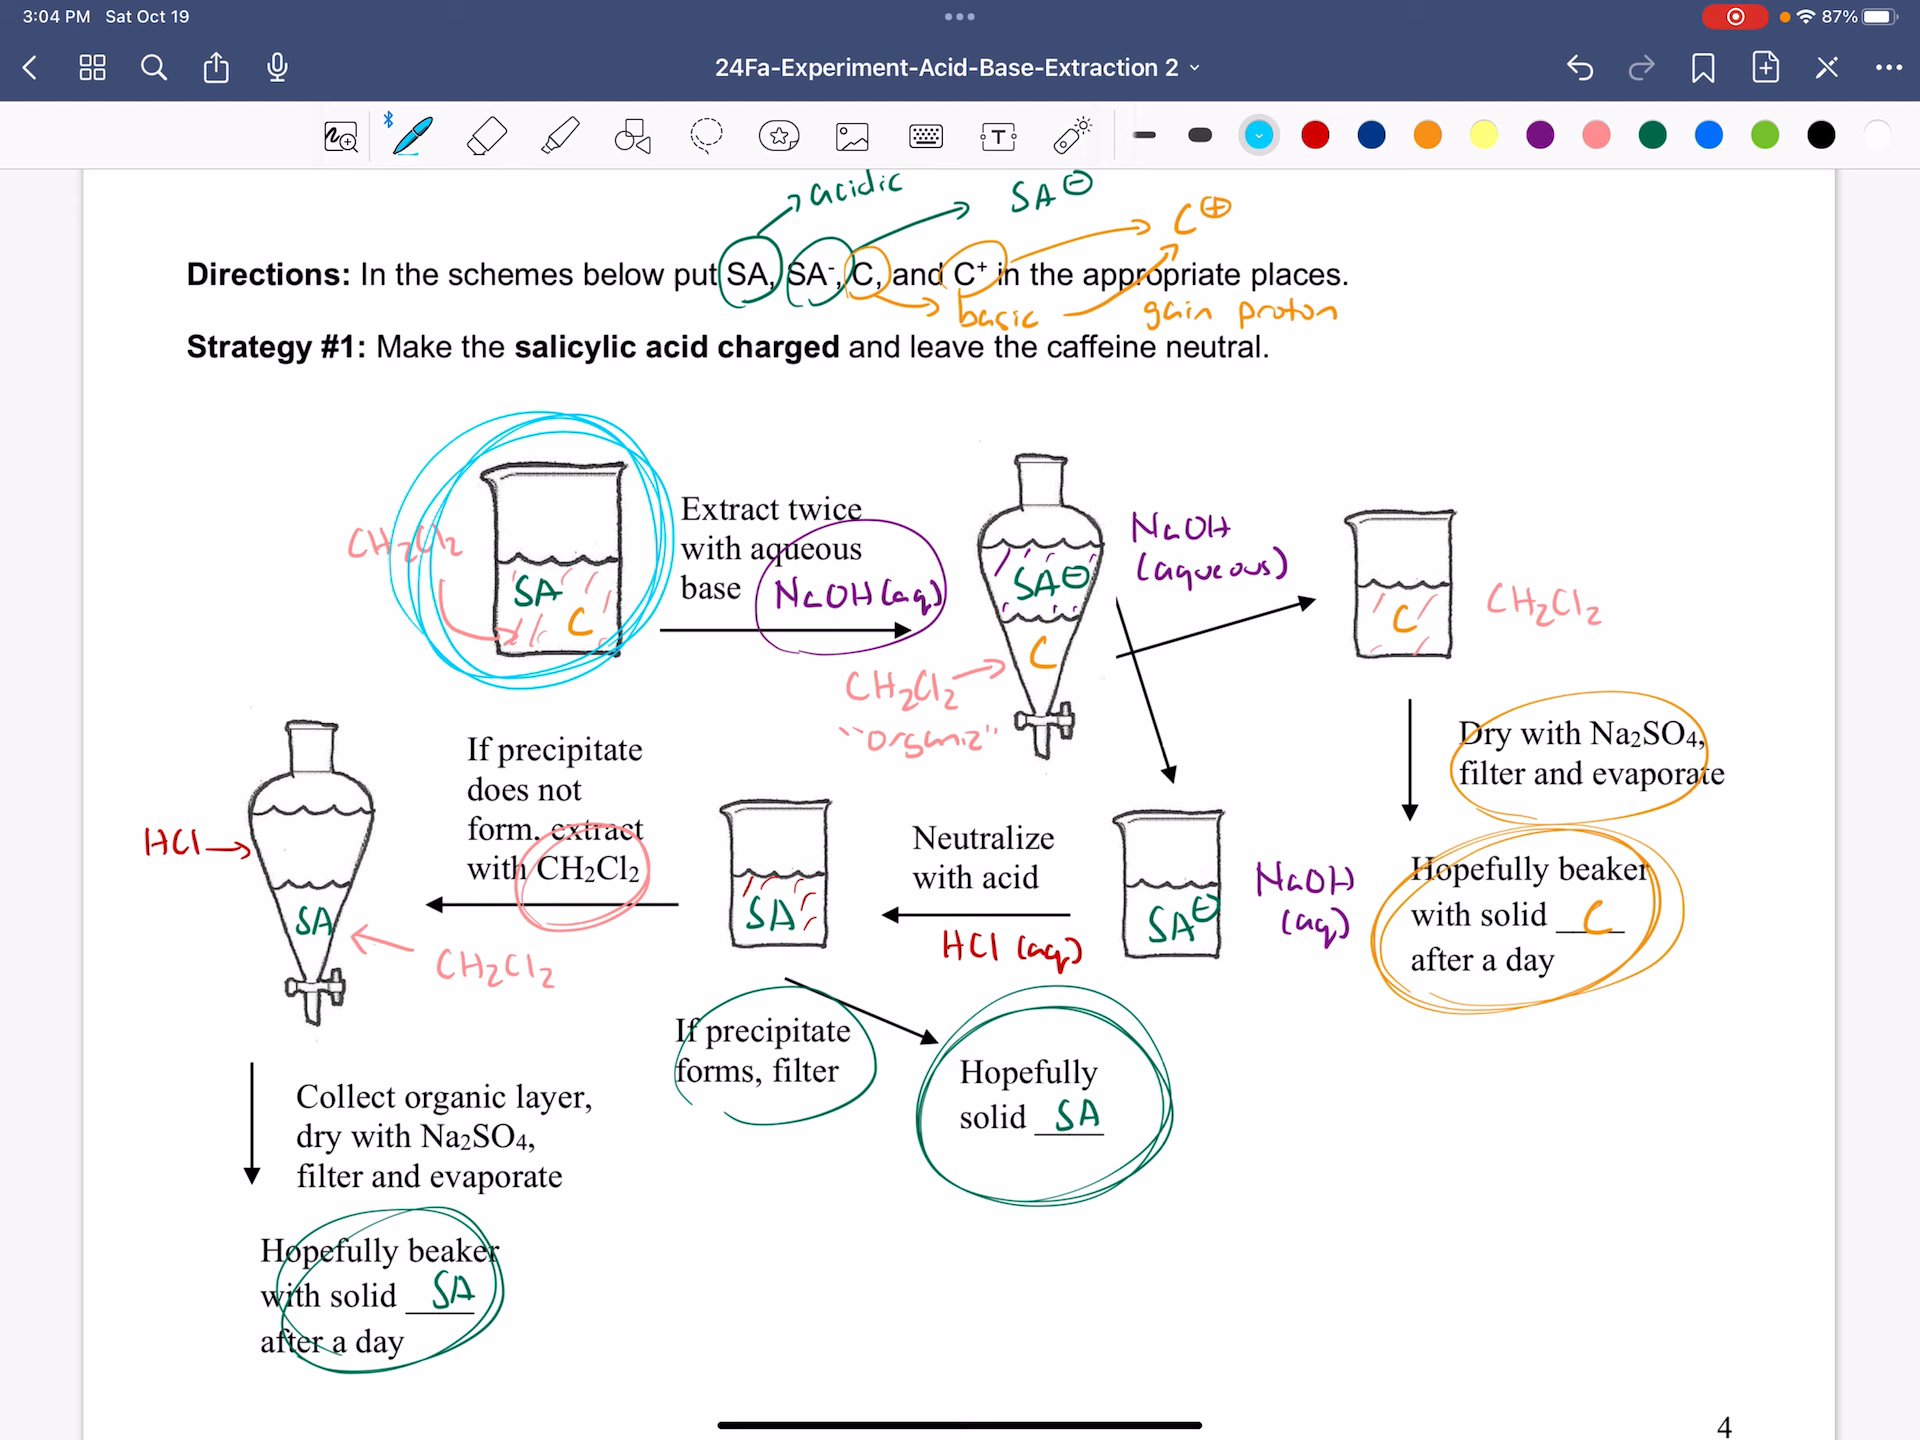 3:04 PM Sat Oct 19
87%
24Fa-Experiment-Acid-Base-Extraction 2
T
acidic
SA⊖
C⊕
Directions: In the schemes below put SA, SA⁻, C, and C⁺ in the appropriate places.
basic
gain proton
Strategy #1: Make the salicylic acid charged and leave the caffeine neutral.
CH₂Cl₂
SA
C
Extract twice
with aqueous
base
NaOH(aq)
SA⊖
C
NaOH
(aqueous)
CH₂Cl₂
"organic"
C
CH₂Cl₂
Dry with Na₂SO₄,
filter and evaporate
Hopefully beaker
with solid C
after a day
NaOH
(aq)
SA⊖
Neutralize
with acid
HCl (aq)
SA
If precipitate
does not
form, extract
with CH₂Cl₂
HCl
SA
CH₂Cl₂
If precipitate
forms, filter
Hopefully
solid SA
Collect organic layer,
dry with Na₂SO₄,
filter and evaporate
Hopefully beaker
with solid SA
after a day
4